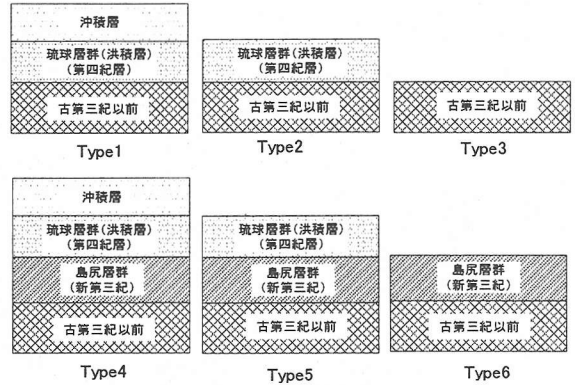 沖積層
琉球層群(洪積層)
(第四紀層)
古第三紀以前
Type1
琉球層群(洪積層)
(第四紀層)
古第三紀以前
Type2
古第三紀以前
Type3
沖積層
琉球層群(洪積層)
(第四紀層)
島尻層群
(新第三紀)
古第三紀以前
Type4
琉球層群(洪積層)
(第四紀層)
島尻層群
(新第三紀)
古第三紀以前
Type5
島尻層群
(新第三紀)
古第三紀以前
Type6